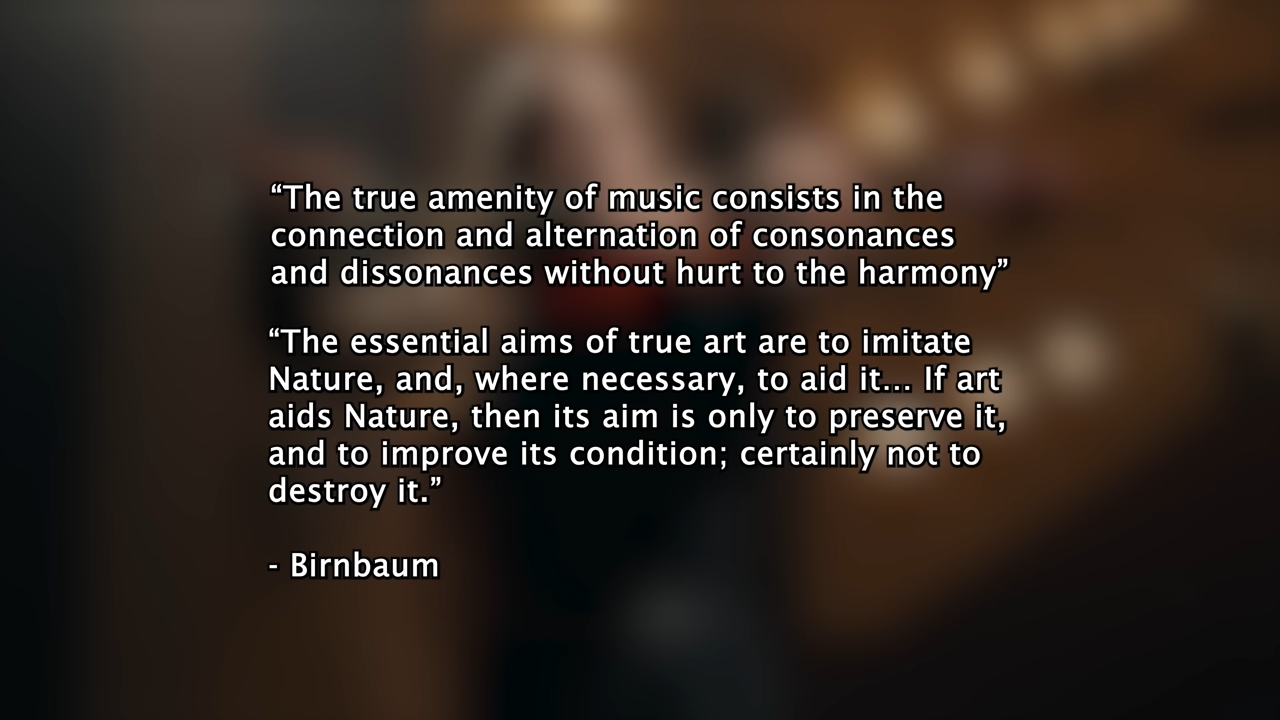 “The true amenity of music consists in the
connection and alternation of consonances
and dissonances without hurt to the harmony”
“The essential aims of true art are to imitate
Nature, and, where necessary, to aid it... If art
aids Nature, then its aim is only to preserve it,
and to improve its condition; certainly not to
destroy it.”
- Birnbaum